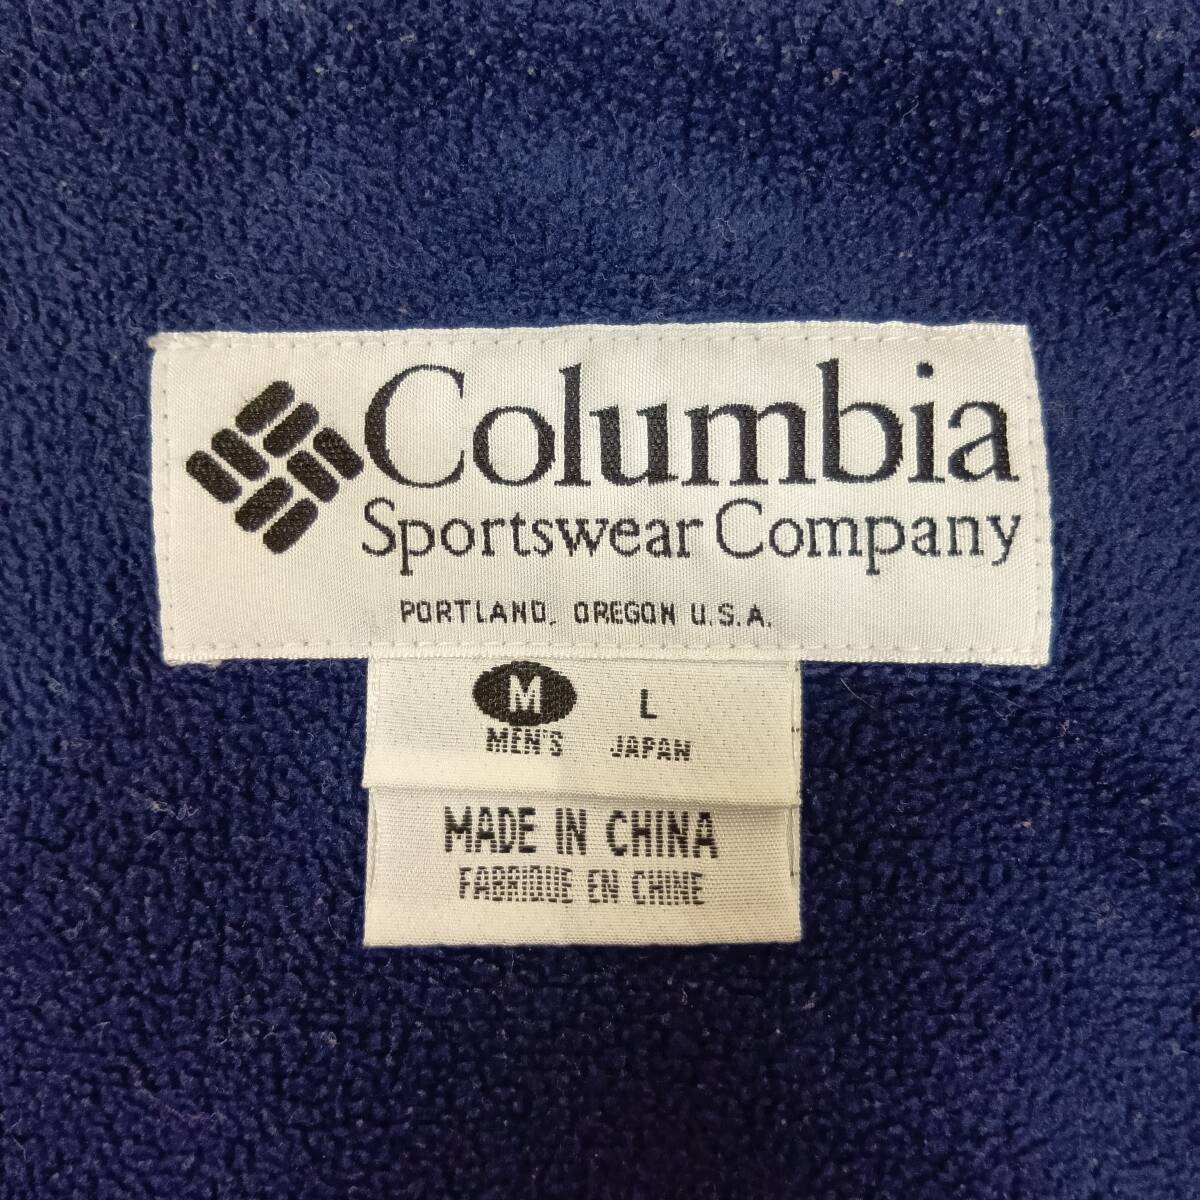 Columbia
Sportswear Company
PORTLAND, OREGON U.S.A.
M L
MEN'S JAPAN
MADE IN CHINA
FABRIQUE EN CHINE